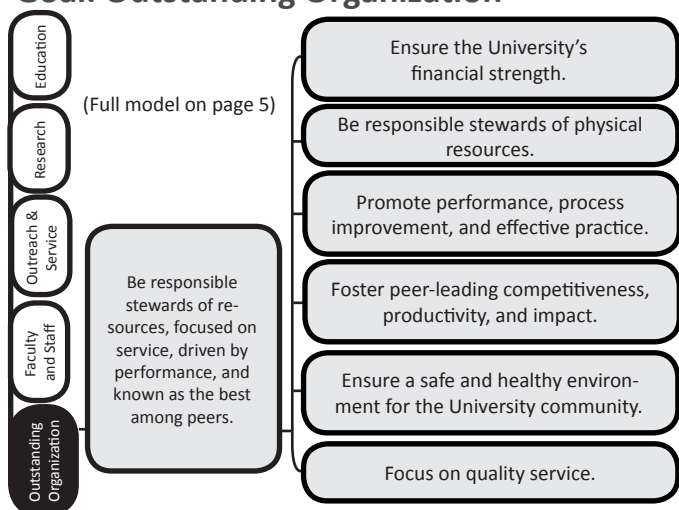 Goal: Outstanding Organization
Education
Research
Outreach &
Service
Faculty
and Staff
Outstanding
Organization
(Full model on page 5)
Be responsible
stewards of re-
sources, focused on
service, driven by
performance, and
known as the best
among peers.
Ensure the University’s
financial strength.
Be responsible stewards of physical
resources.
Promote performance, process
improvement, and effective practice.
Foster peer-leading competitiveness,
productivity, and impact.
Ensure a safe and healthy environ-
ment for the University community.
Focus on quality service.